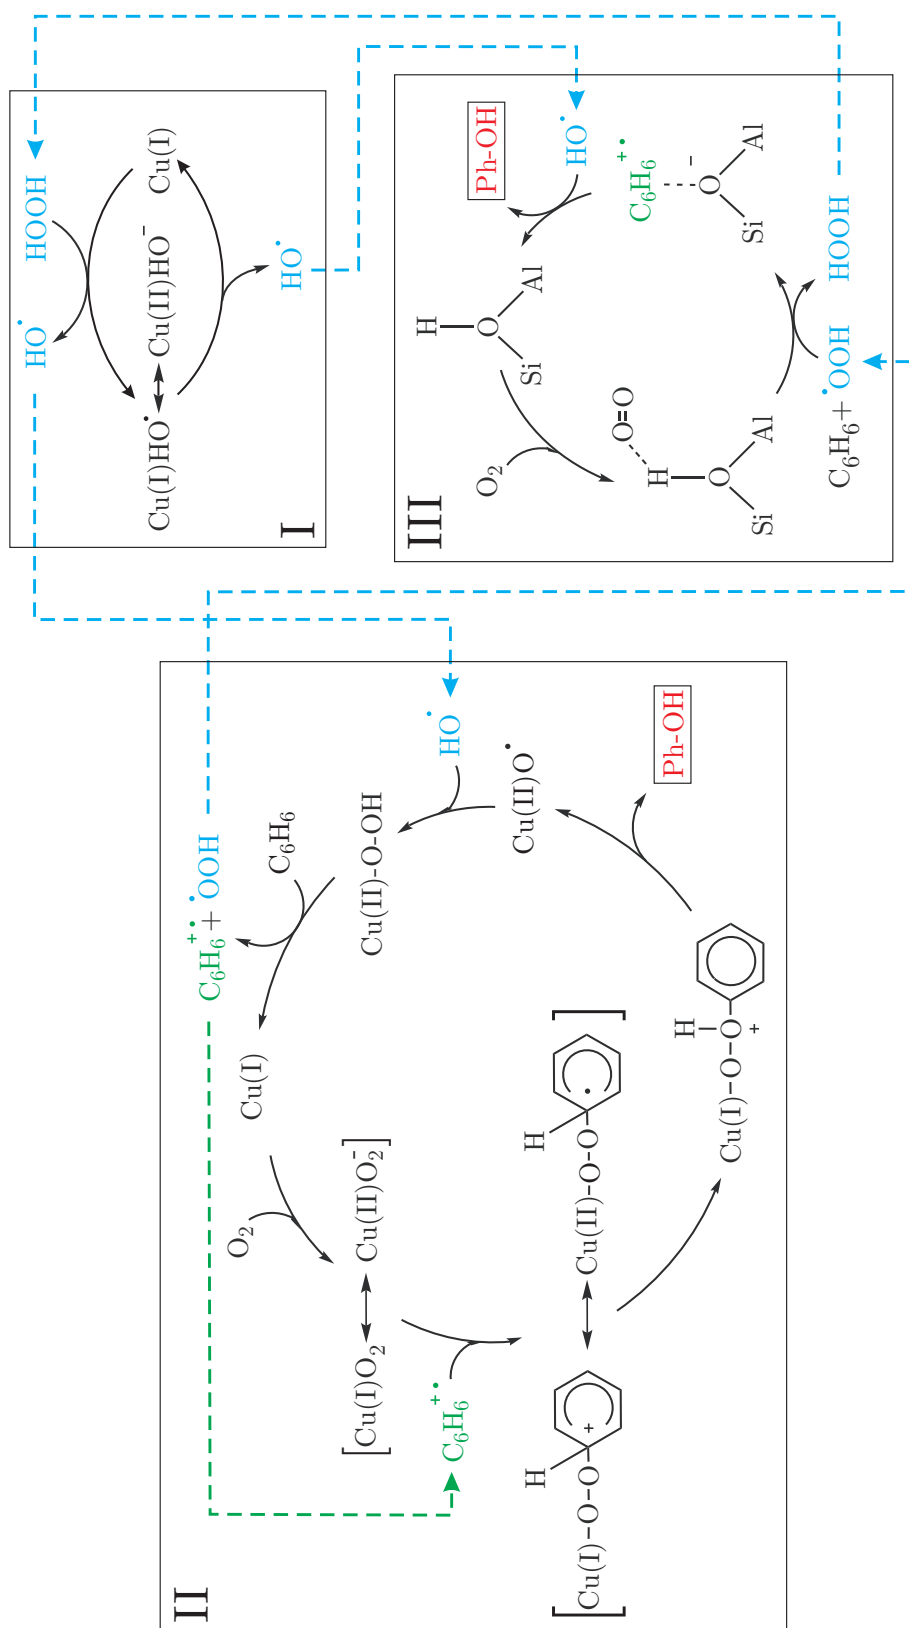 I
HOOH
HO•
Cu(I)
Cu(I)HO• ↔ Cu(II)HO⁻
HO•
II
C₆H₆⁺• + •OOH
C₆H₆
Cu(I)
O₂
[Cu(I)O₂ ↔ Cu(II)O₂⁻]
C₆H₆⁺•
Cu(II)-O-OH
HO•
Cu(II)O•
Ph-OH
[Cu(I)-O-O H + ↔ Cu(II)-O-O H •]
Cu(I)-O-O H +
III
O₂
H
O
Si Al
Ph-OH
HO•
C₆H₆⁺•
O⁻
Si Al
O=O
H
O
Si Al
C₆H₆+ •OOH
HOOH